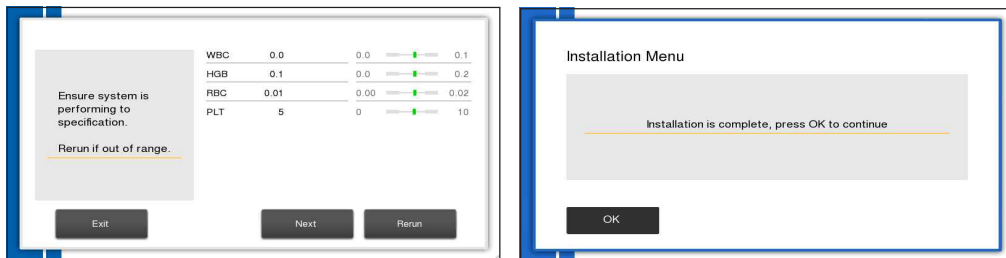 WBC 0.0 0.0 0.1
HGB 0.1 0.0 0.2
RBC 0.01 0.00 0.02
PLT 5 0 10
Ensure system is
performing to
specification.
Rerun if out of range.
Exit Next Rerun
Installation Menu
Installation is complete, press OK to continue
OK